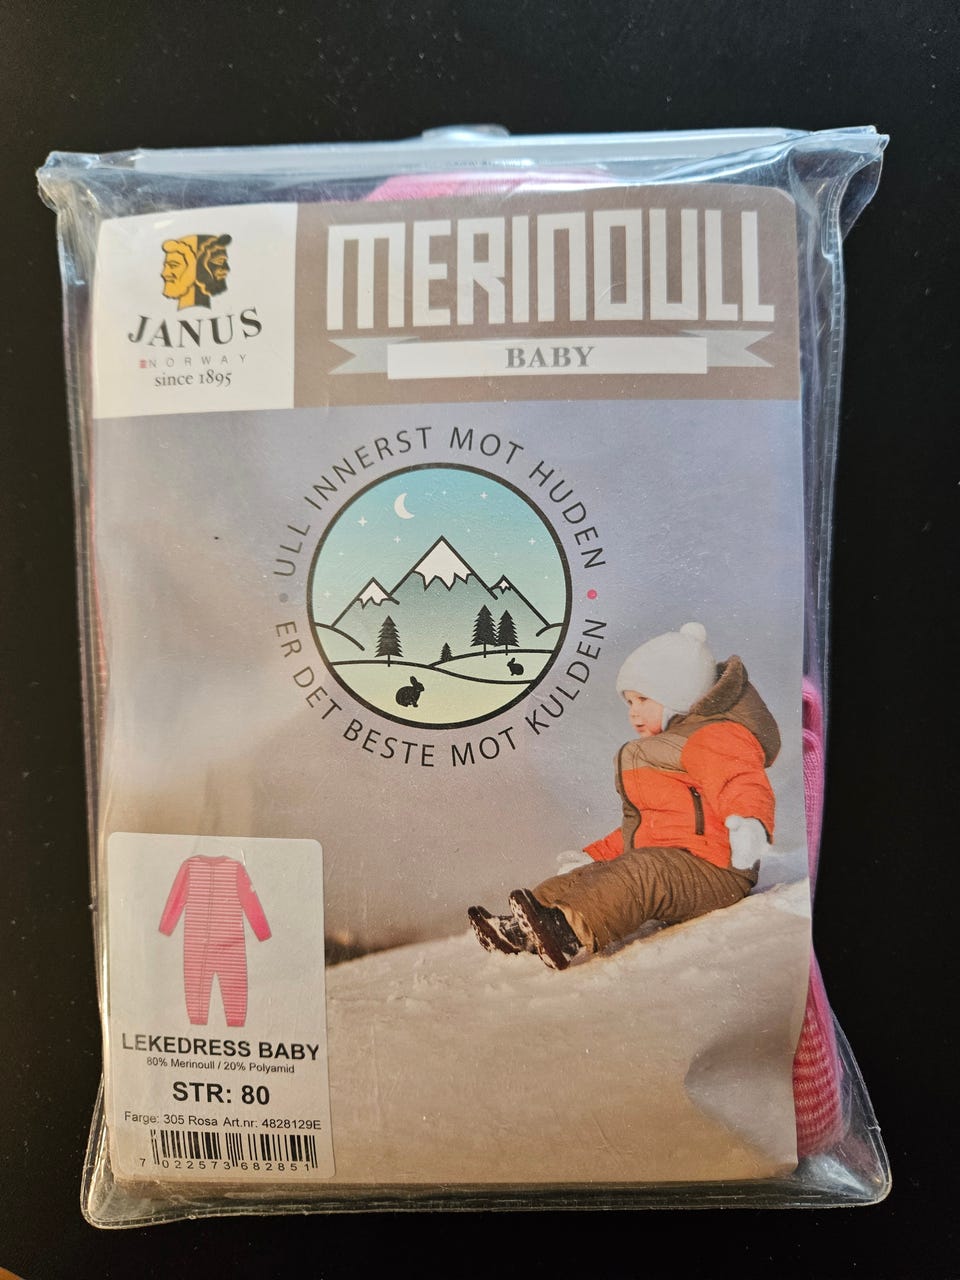 JANUS
NORWAY
since 1895
MERINOULL
BABY
ULL INNERST MOT HUDEN
ER DET BESTE MOT KULDEN
LEKEDRESS BABY
80% Merinoull / 20% Polyamid
STR: 80
Farge: 305 Rosa Art.nr: 4828129E
7 022573 682851